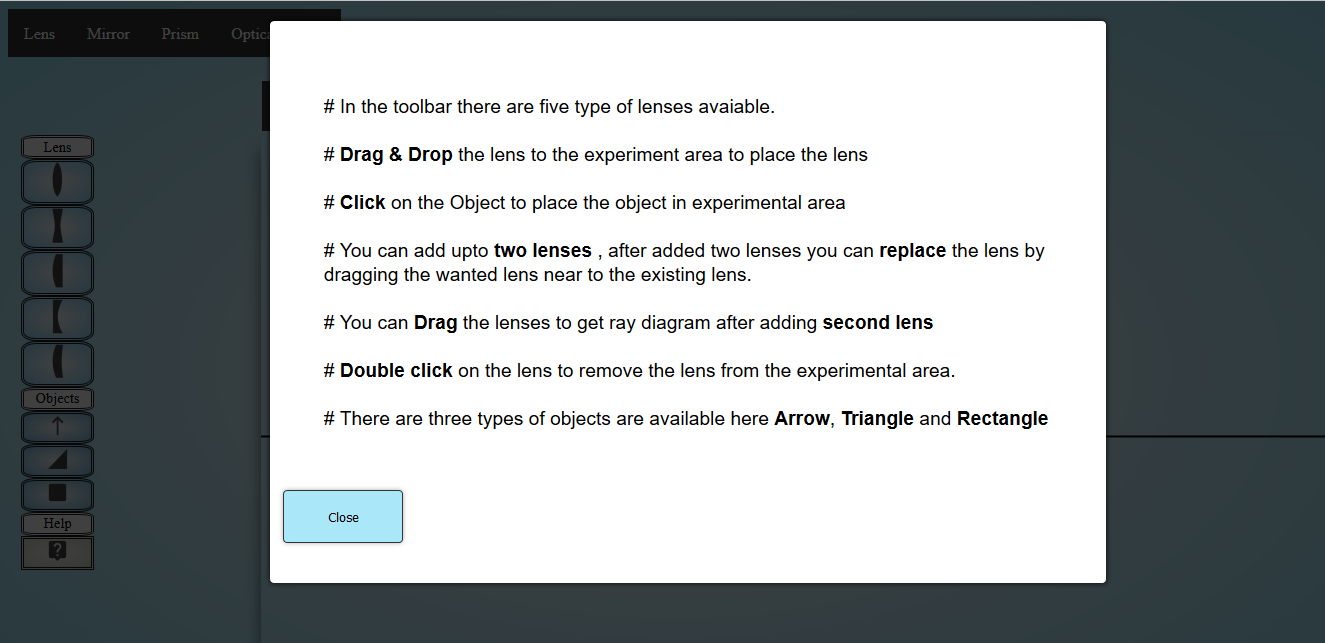 Lens Mirror Prism Optica
# In the toolbar there are five type of lenses avaiable.
# Drag & Drop the lens to the experiment area to place the lens
# Click on the Object to place the object in experimental area
# You can add upto two lenses , after added two lenses you can replace the lens by
dragging the wanted lens near to the existing lens.
# You can Drag the lenses to get ray diagram after adding second lens
# Double click on the lens to remove the lens from the experimental area.
# There are three types of objects are available here Arrow, Triangle and Rectangle
Close
Lens
Objects
Help
?